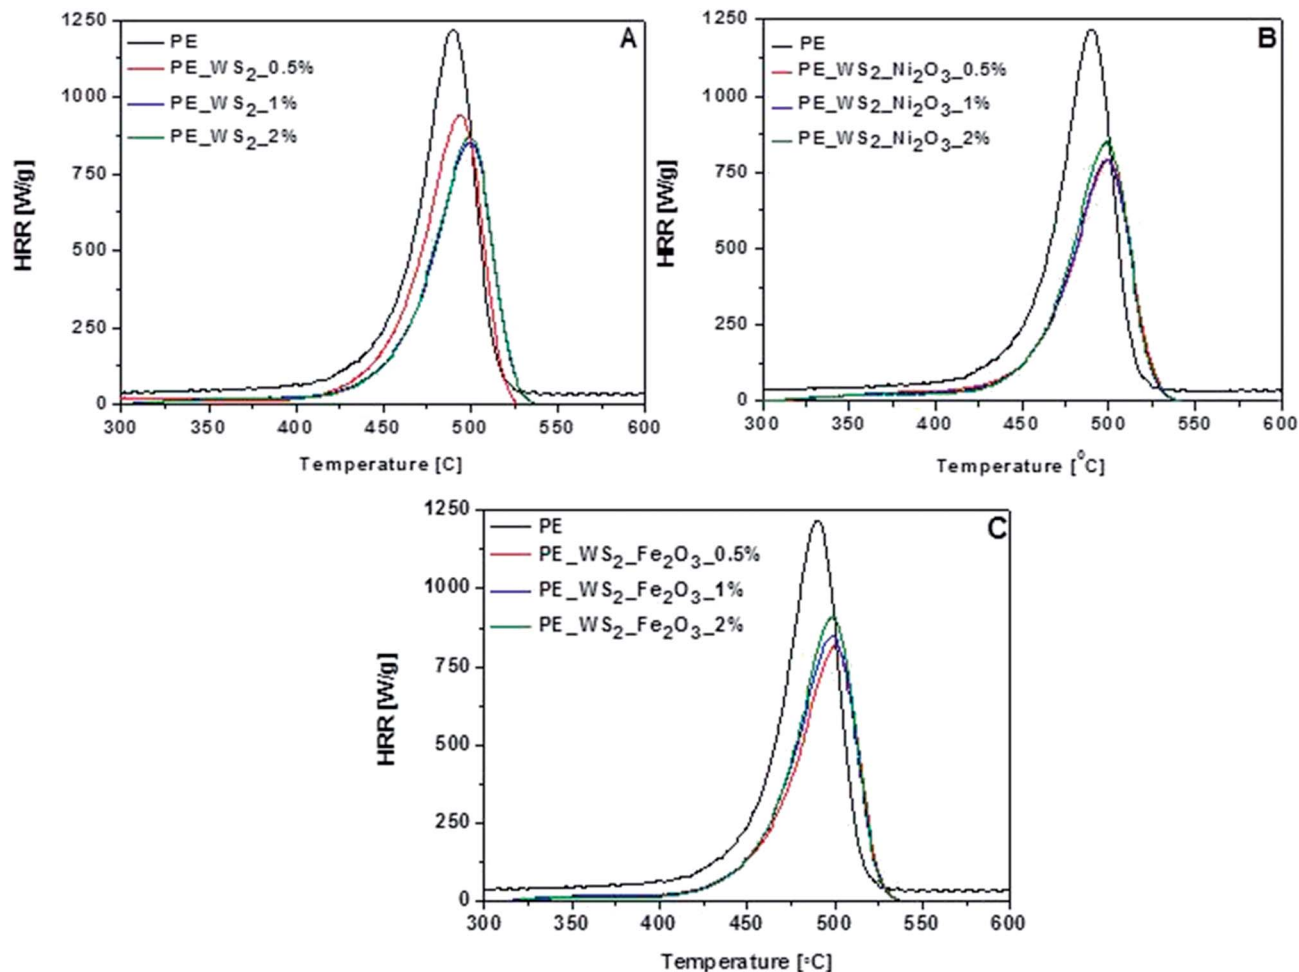 A
PE
PE_WS2_0.5%
PE_WS2_1%
PE_WS2_2%
1250
1000
750
500
250
0
HRR [W/g]
300 350 400 450 500 550 600
Temperature [C]
B
PE
PE_WS2_Ni2O3_0.5%
PE_WS2_Ni2O3_1%
PE_WS2_Ni2O3_2%
1250
1000
750
500
250
0
HRR [W/g]
300 350 400 450 500 550 600
Temperature [⁰C]
C
PE
PE_WS2_Fe2O3_0.5%
PE_WS2_Fe2O3_1%
PE_WS2_Fe2O3_2%
1250
1000
750
500
250
0
HRR [W/g]
300 350 400 450 500 550 600
Temperature [°C]